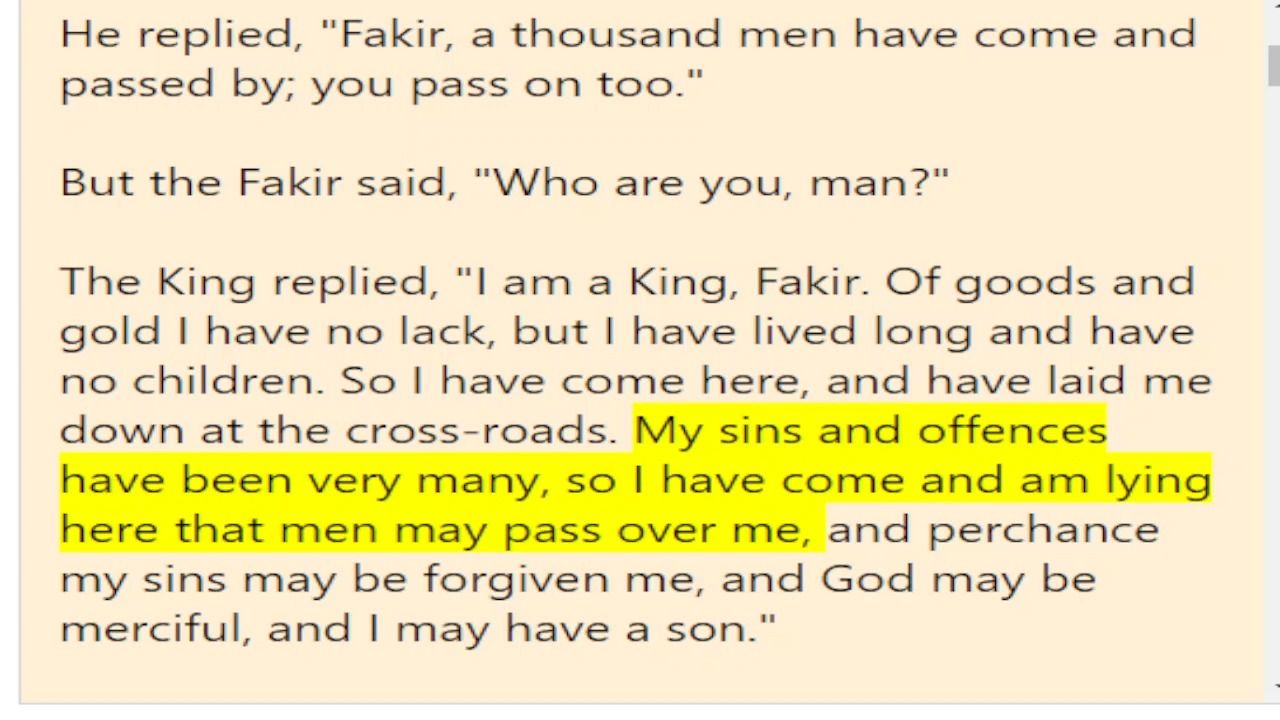 He replied, "Fakir, a thousand men have come and
passed by; you pass on too."
But the Fakir said, "Who are you, man?"
The King replied, "I am a King, Fakir. Of goods and
gold I have no lack, but I have lived long and have
no children. So I have come here, and have laid me
down at the cross-roads. My sins and offences
have been very many, so I have come and am lying
here that men may pass over me, and perchance
my sins may be forgiven me, and God may be
merciful, and I may have a son."